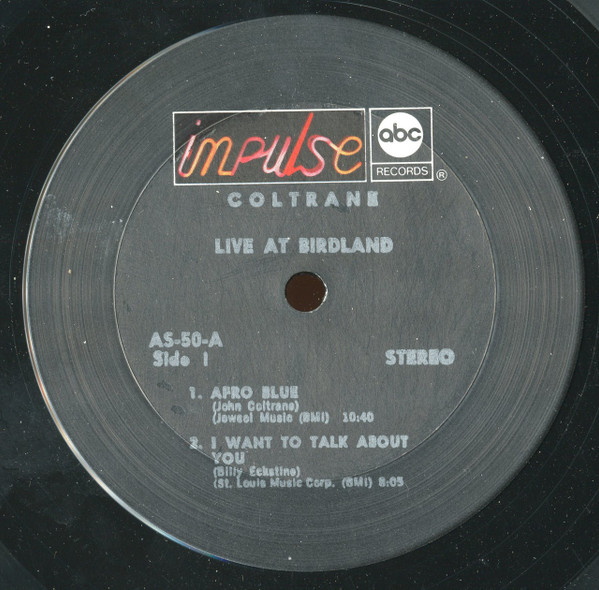 impulse
abc
RECORDS ®
COLTRANE
LIVE AT BIRDLAND
AS-50-A
Side 1
STEREO
1. AFRO BLUE
(John Coltrane)
(Jowcol Music (BMI) 10:40
2. I WANT TO TALK ABOUT
YOU
(Billy Eckstine)
(St. Louis Music Corp. (BMI) 8:05